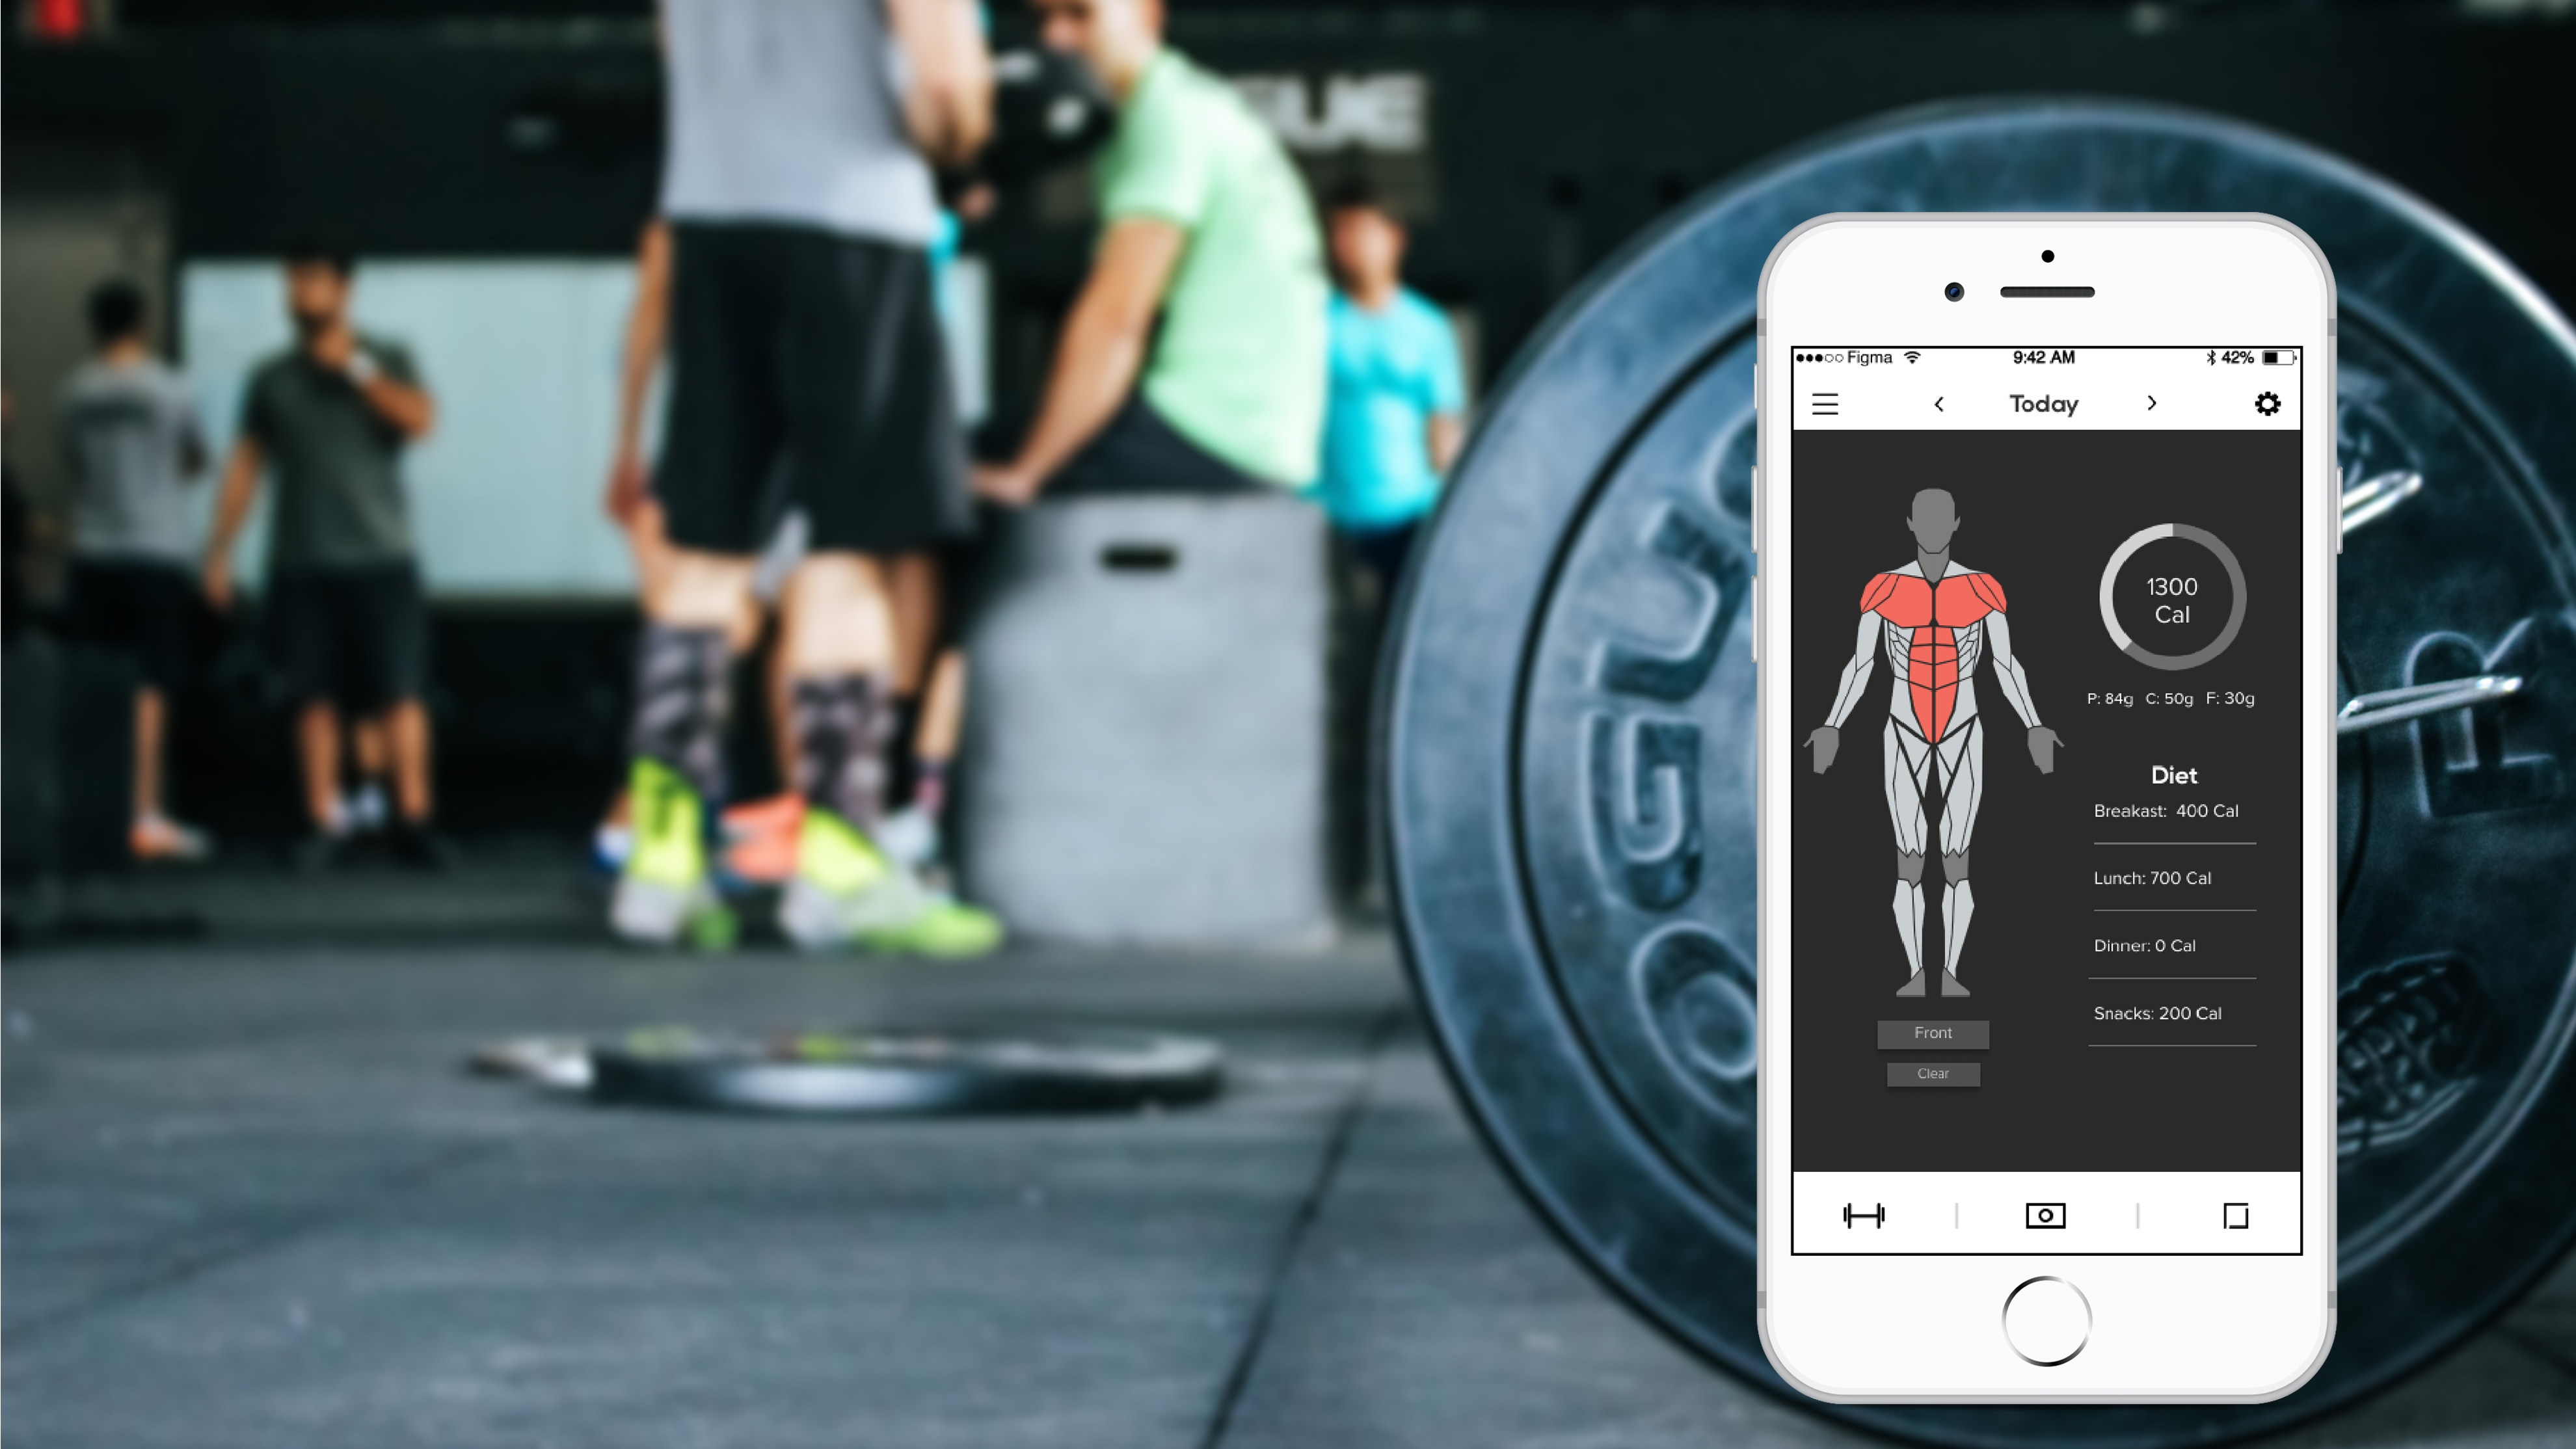 ●●●○○ Figma 9:42 AM 42%
Today
1300
Cal
P: 84g C: 50g F: 30g
Diet
Breakast: 400 Cal
Lunch: 700 Cal
Dinner: 0 Cal
Snacks: 200 Cal
Front
Clear